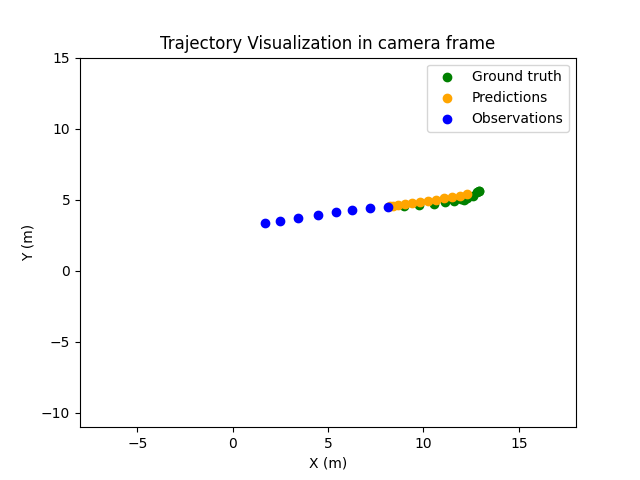 Trajectory Visualization in camera frame
Ground truth
Predictions
Observations
15
10
5
0
−5
−10
Y (m)
−5
0
5
10
15
X (m)